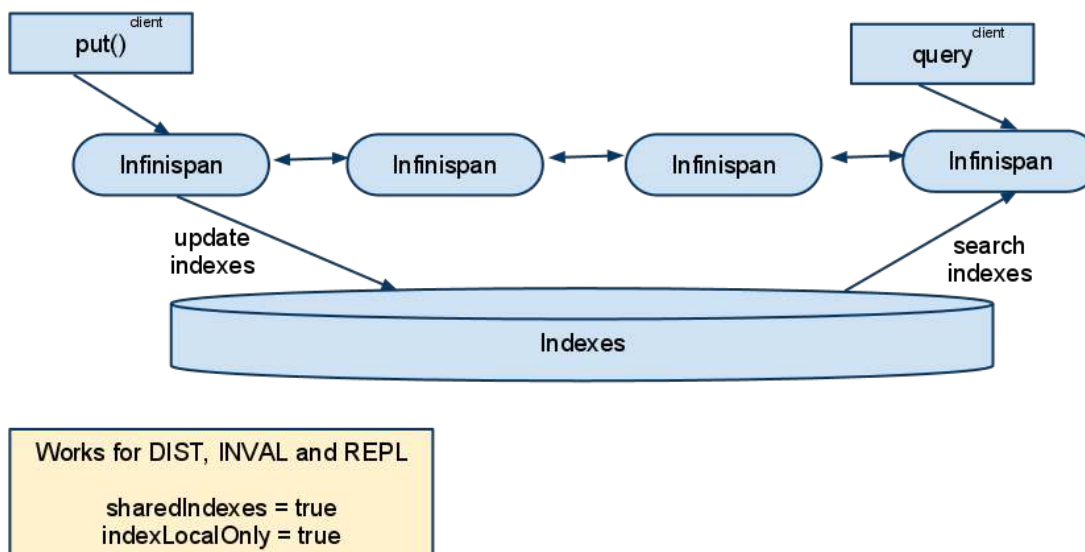 client
put()
client
query
Infinispan
Infinispan
Infinispan
Infinispan
update
indexes
search
indexes
Indexes
Works for DIST, INVAL and REPL
sharedIndexes = true
indexLocalOnly = true